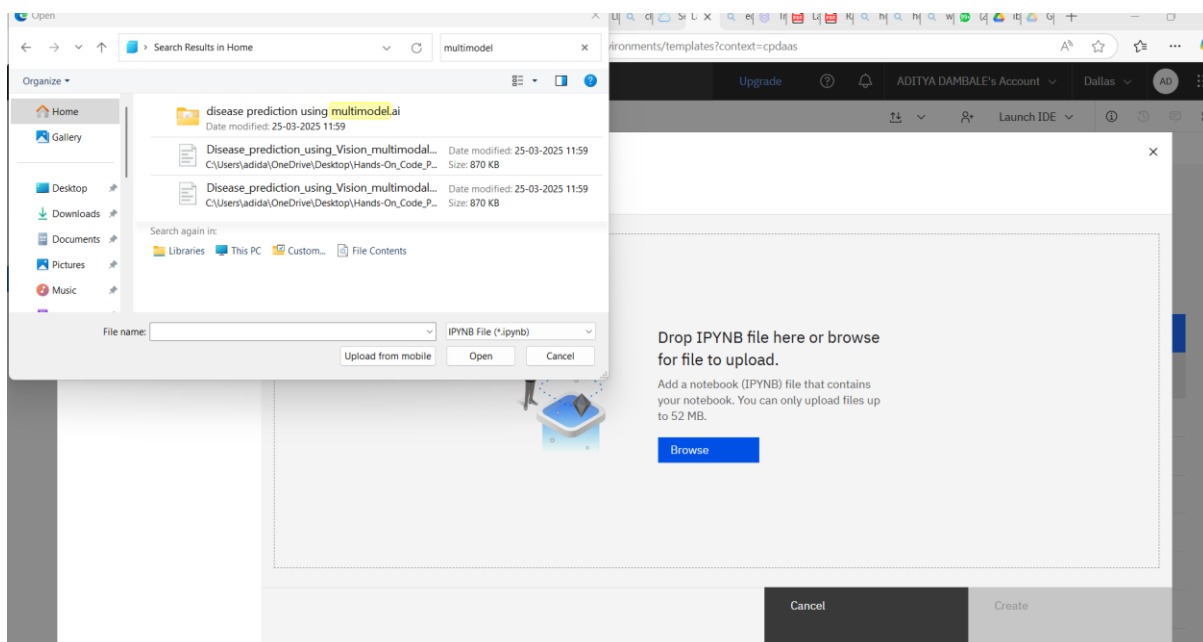 Open
Search Results in Home
multimodel
ironments/templates?context=cpdaas
Organize
Upgrade
ADITYA DAMBALE's Account
Dallas
AD
Home
Gallery
Desktop
Downloads
Documents
Pictures
Music
disease prediction using multimodel.ai
Date modified: 25-03-2025 11:59
Disease_prediction_using_Vision_multimodal...
Date modified: 25-03-2025 11:59
C:\Users\adida\OneDrive\Desktop\Hands-On_Code_P...
Size: 870 KB
Disease_prediction_using_Vision_multimodal...
Date modified: 25-03-2025 11:59
C:\Users\adida\OneDrive\Desktop\Hands-On_Code_P...
Size: 870 KB
Search again in:
Libraries
This PC
Custom...
File Contents
File name:
IPYNB File (*.ipynb)
Upload from mobile
Open
Cancel
Launch IDE
Drop IPYNB file here or browse
for file to upload.
Add a notebook (IPYNB) file that contains
your notebook. You can only upload files up
to 52 MB.
Browse
Cancel
Create